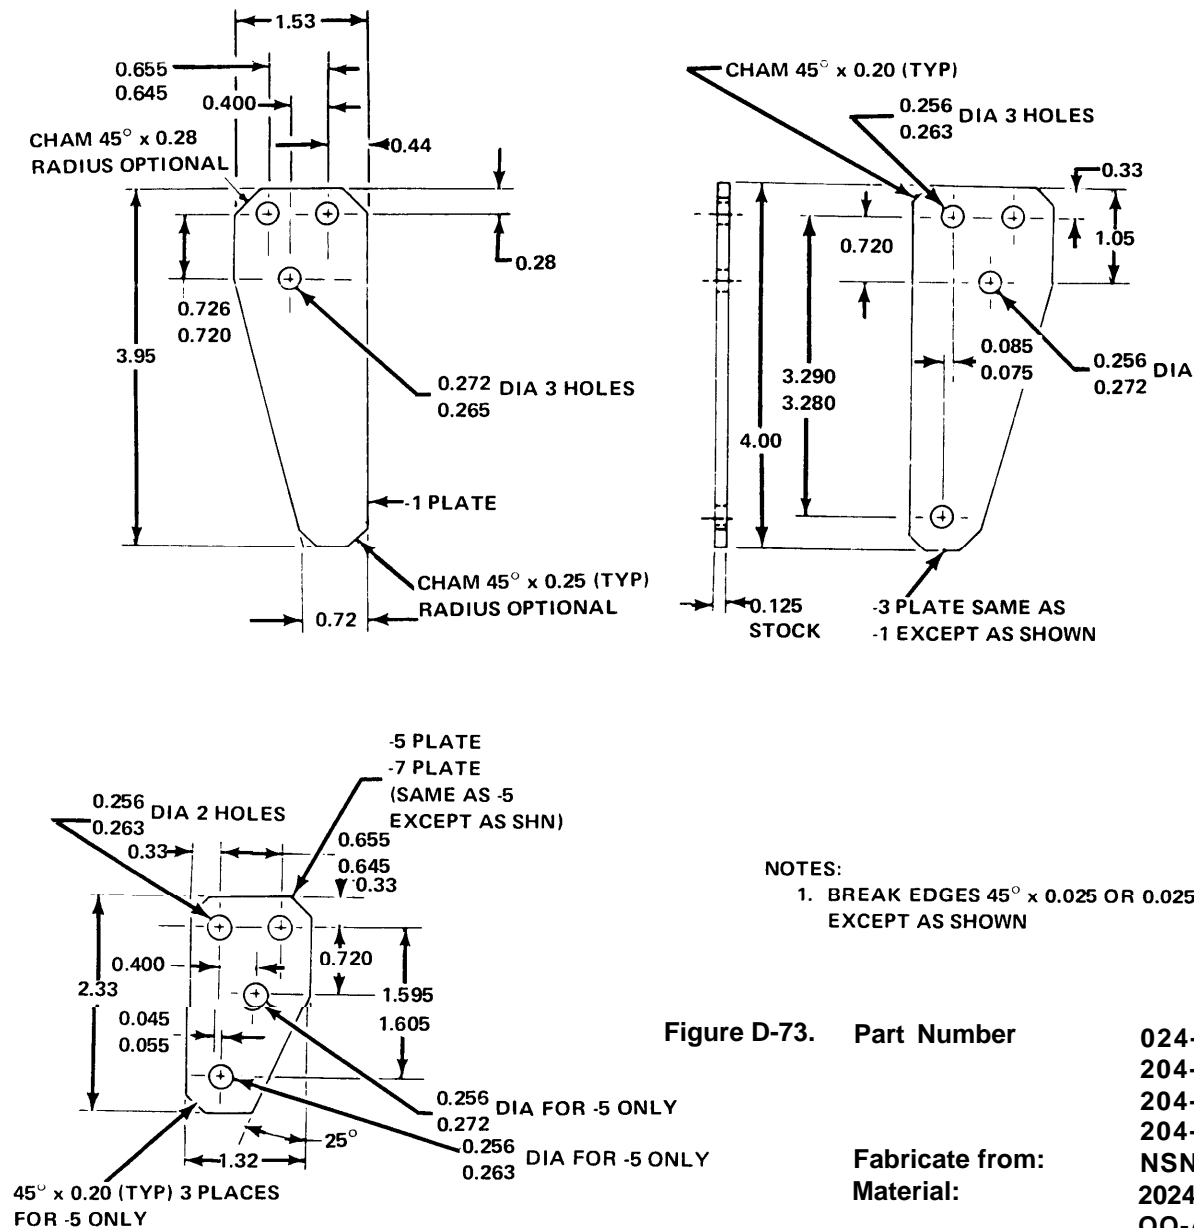 1.53
0.655
0.645
0.400
CHAM 45° x 0.28
RADIUS OPTIONAL
0.44
0.28
0.726
0.720
3.95
0.272 DIA 3 HOLES
0.265
-1 PLATE
CHAM 45° x 0.25 (TYP)
RADIUS OPTIONAL
0.72
CHAM 45° x 0.20 (TYP)
0.256 DIA 3 HOLES
0.263
0.33
1.05
0.720
0.085
0.075
0.256 DIA
0.272
3.290
3.280
4.00
0.125
STOCK
-3 PLATE SAME AS
-1 EXCEPT AS SHOWN
-5 PLATE
-7 PLATE
(SAME AS -5
EXCEPT AS SHN)
0.256 DIA 2 HOLES
0.263
0.33
0.655
0.645
0.33
0.400
0.720
2.33
1.595
1.605
0.045
0.055
0.256 DIA FOR -5 ONLY
0.272
25°
0.256 DIA FOR -5 ONLY
0.263
1.32
45° x 0.20 (TYP) 3 PLACES
FOR -5 ONLY
NOTES:
1. BREAK EDGES 45° x 0.025 OR 0.025
EXCEPT AS SHOWN
Figure D-73. Part Number 024-
204-
204-
204-
Fabricate from: NSN
Material: 2024